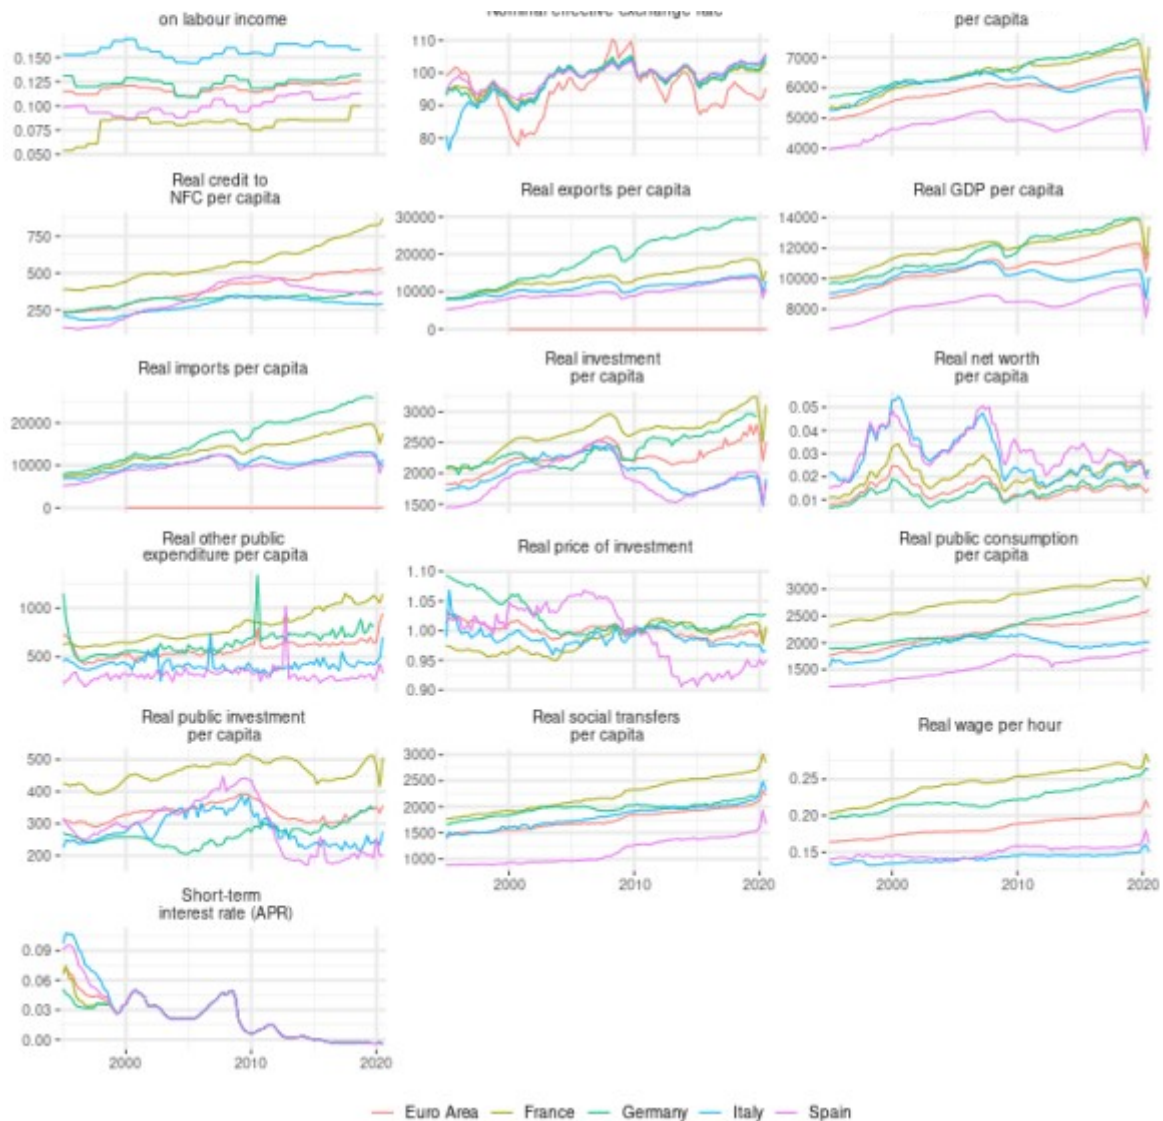 on labour income
Nominal effective exchange rate
per capita
0.150
0.125
0.100
0.075
0.050
110
100
90
80
7000
6000
5000
4000
Real credit to
NFC per capita
Real exports per capita
Real GDP per capita
750
500
250
30000
20000
10000
0
14000
12000
10000
8000
Real imports per capita
Real investment
per capita
Real net worth
per capita
20000
10000
0
3000
2500
2000
1500
0.05
0.04
0.03
0.02
0.01
Real other public
expenditure per capita
Real price of investment
Real public consumption
per capita
1000
500
1.10
1.05
1.00
0.95
0.90
3000
2500
2000
1500
Real public investment
per capita
Real social transfers
per capita
Real wage per hour
500
400
300
200
3000
2500
2000
1500
1000
0.25
0.20
0.15
2000 2010 2020
2000 2010 2020
Short-term
interest rate (APR)
0.09
0.06
0.03
0.00
2000 2010 2020
Euro Area France Germany Italy Spain